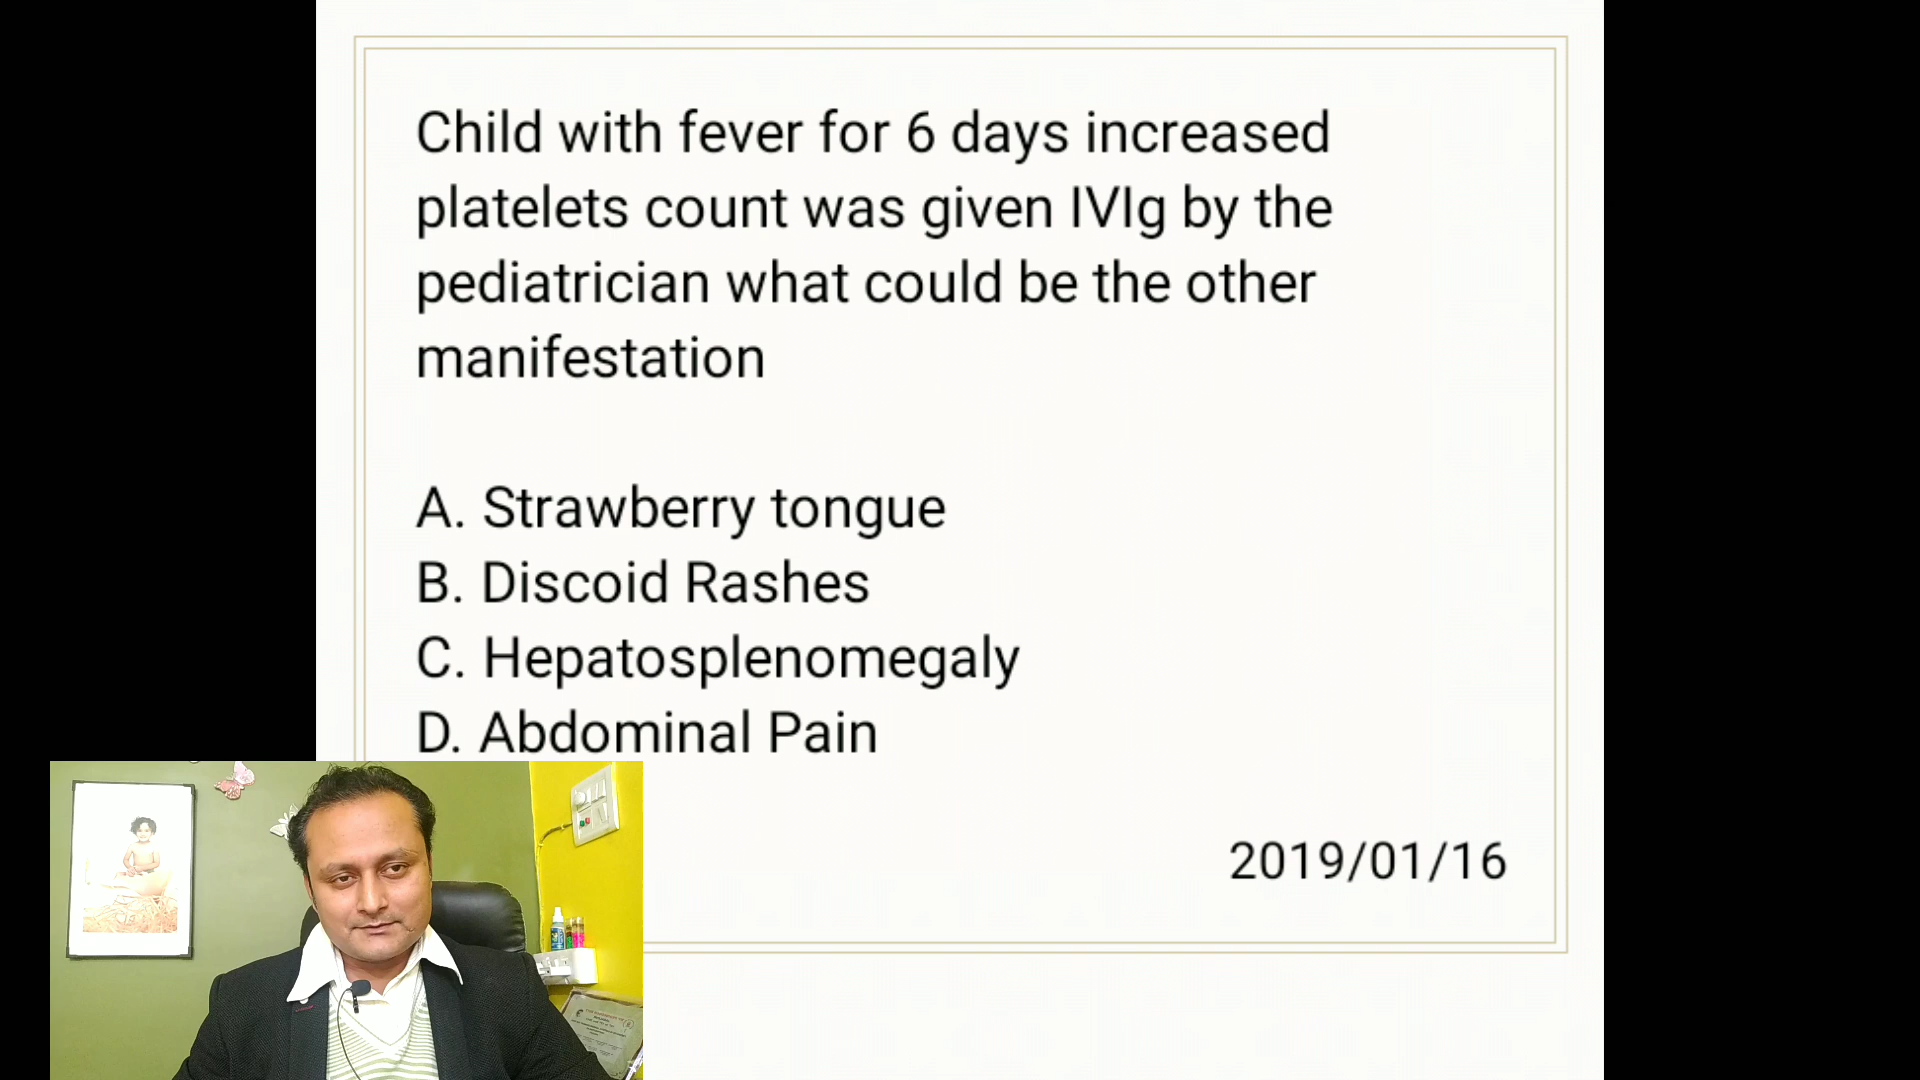 Child with fever for 6 days increased
platelets count was given IVIg by the
pediatrician what could be the other
manifestation
A. Strawberry tongue
B. Discoid Rashes
C. Hepatosplenomegaly
D. Abdominal Pain
2019/01/16